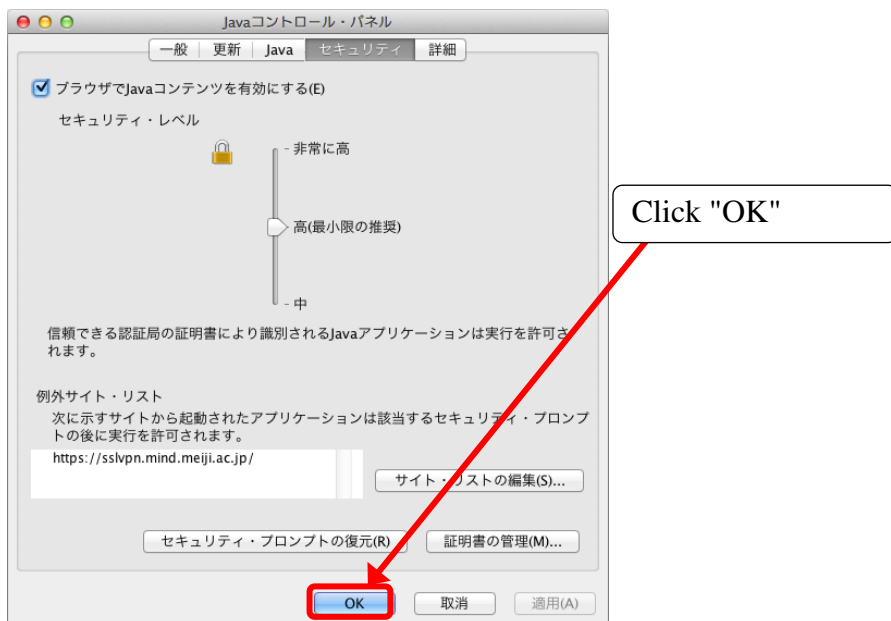 Javaコントロール・パネル
一般 更新 Java セキュリティ 詳細
ブラウザでJavaコンテンツを有効にする(E)
セキュリティ・レベル
- 非常に高
高(最小限の推奨)
Click "OK"
- 中
信頼できる認証局の証明書により識別されるJavaアプリケーションは実行を許可さ
れます。
例外サイト・リスト
次に示すサイトから起動されたアプリケーションは該当するセキュリティ・プロンプ
トの後に実行を許可されます。
https://sslvpn.mind.meiji.ac.jp/
サイト・リストの編集(S)...
セキュリティ・プロンプトの復元(R) 証明書の管理(M)...
OK 取消 適用(A)